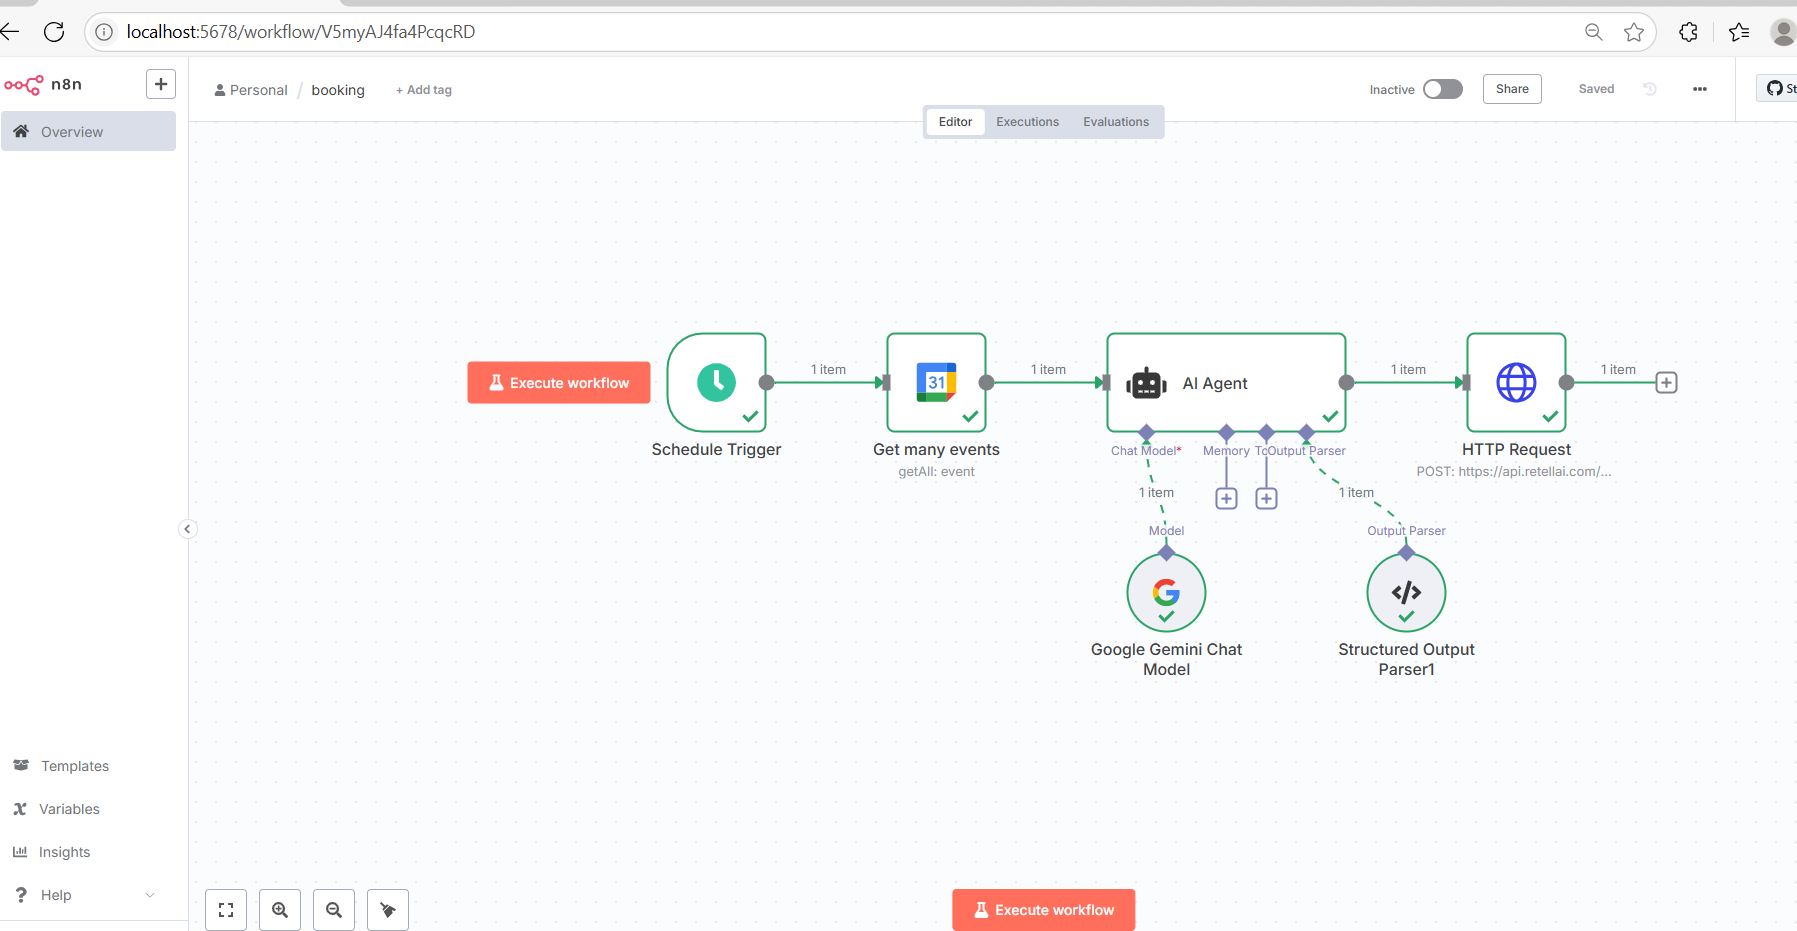 localhost:5678/workflow/V5myAJ4fa4PcqcRD
n8n
Personal / booking + Add tag
Inactive Share Saved St
Overview
Editor Executions Evaluations
Execute workflow
1 item 1 item 1 item 1 item
31
AI Agent
Schedule Trigger
Get many events
getAll: event
Chat Model* Memory To Output Parser
HTTP Request
POST: https://api.retellai.com/...
1 item 1 item
Model Output Parser
Google Gemini Chat
Model
Structured Output
Parser1
Templates
Variables
Insights
Help
Execute workflow